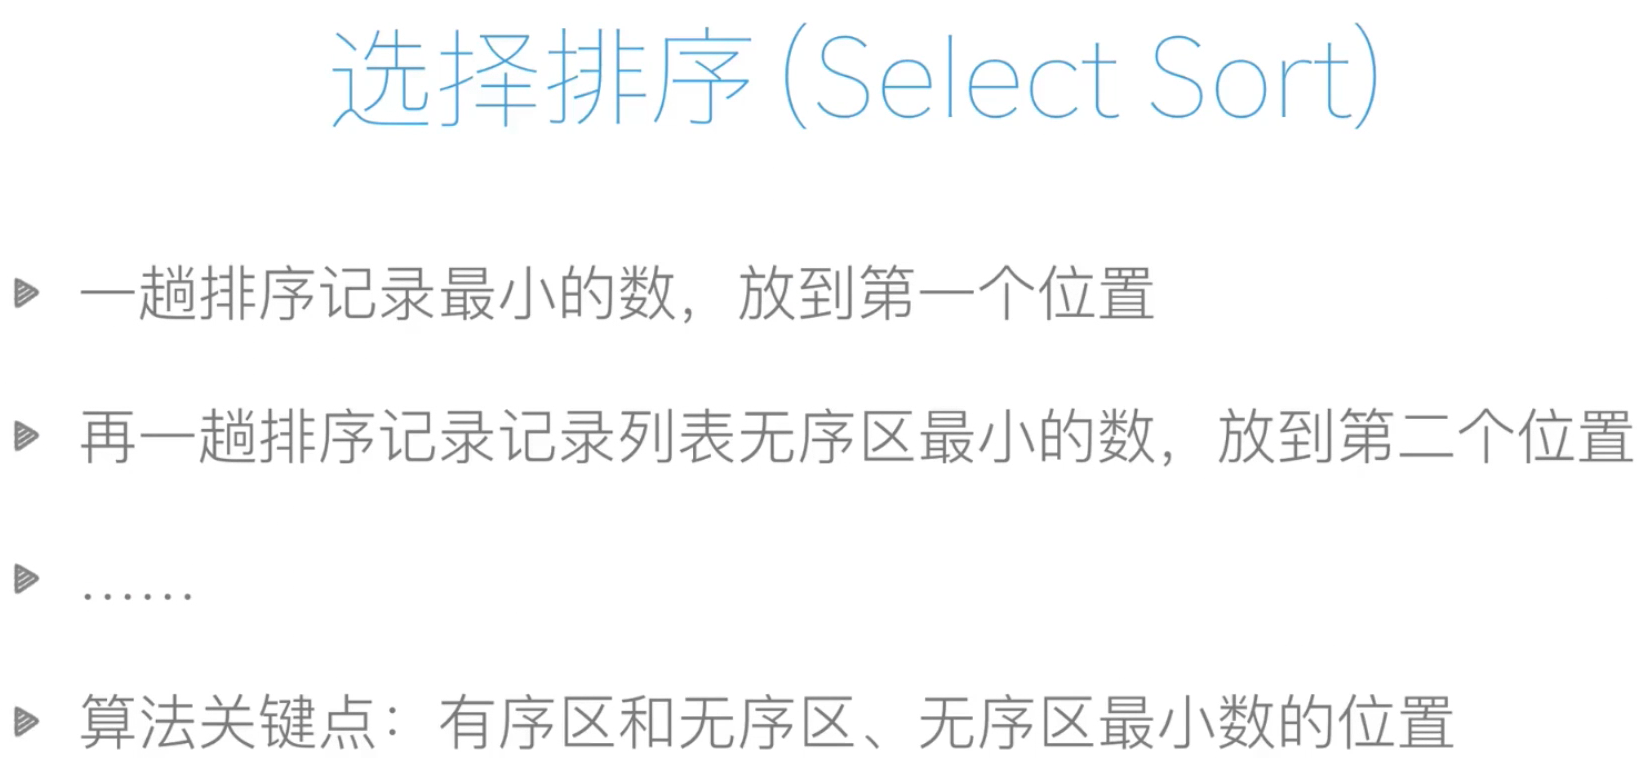 选择排序 (Select Sort)
一趟排序记录最小的数，放到第一个位置
再一趟排序记录记录列表无序区最小的数，放到第二个位置
……
算法关键点：有序区和无序区、无序区最小数的位置